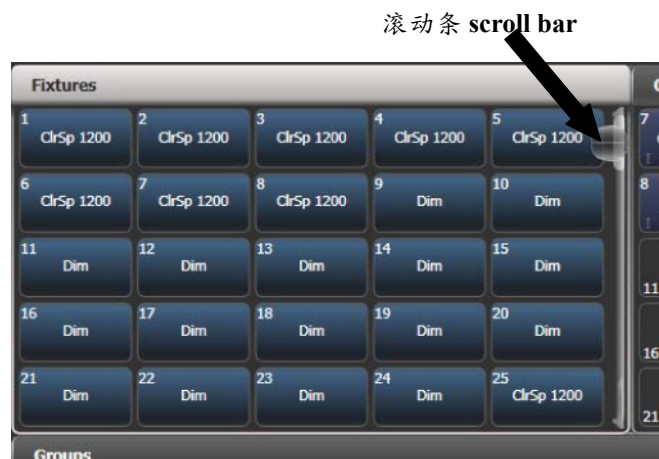 滚动条 scroll bar
Fixtures
1 ClrSp 1200 2 ClrSp 1200 3 ClrSp 1200 4 ClrSp 1200 5 ClrSp 1200 7
6 ClrSp 1200 7 ClrSp 1200 8 ClrSp 1200 9 Dim 10 Dim 8
11 Dim 12 Dim 13 Dim 14 Dim 15 Dim 11
16 Dim 17 Dim 18 Dim 19 Dim 20 Dim 16
21 Dim 22 Dim 23 Dim 24 Dim 25 ClrSp 1200 21
Groups